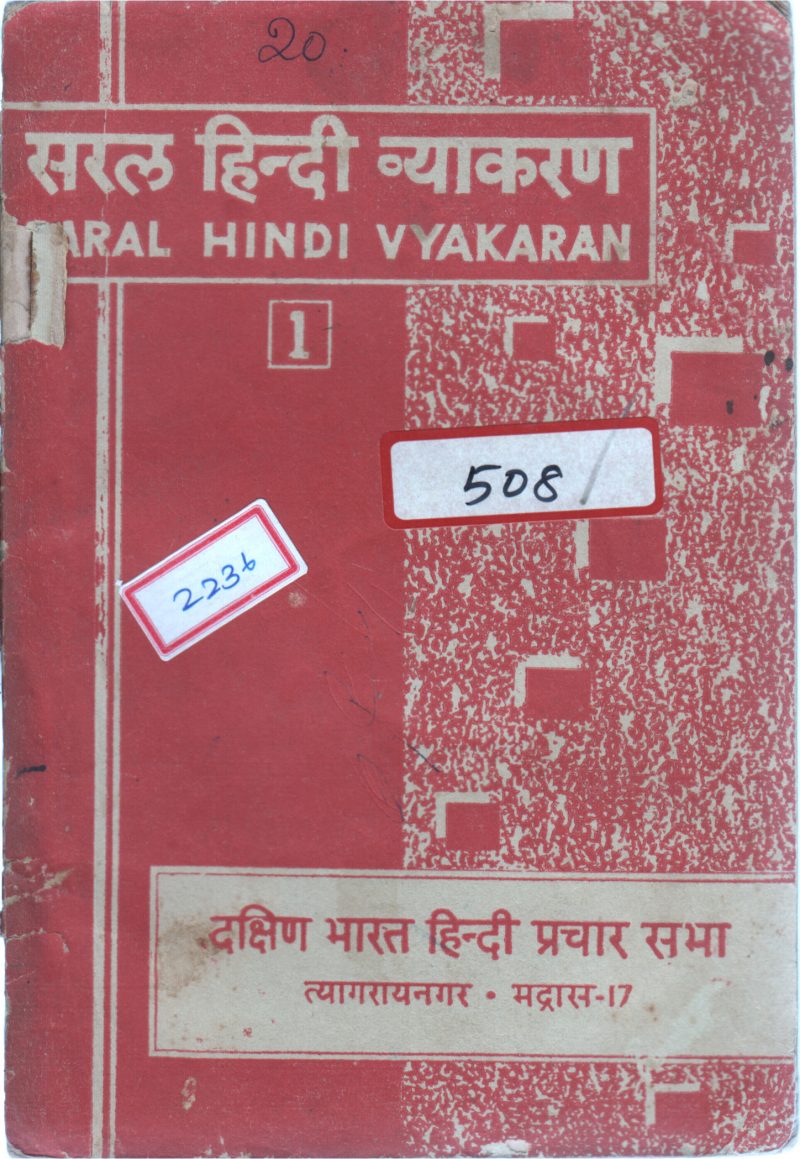 20.
सरल हिन्दी व्याकरण
ARAL HINDI VYAKARAN
1
508/
2236
दक्षिण भारत हिन्दी प्रचार सभा
त्यागरायनगर • मद्रास-17